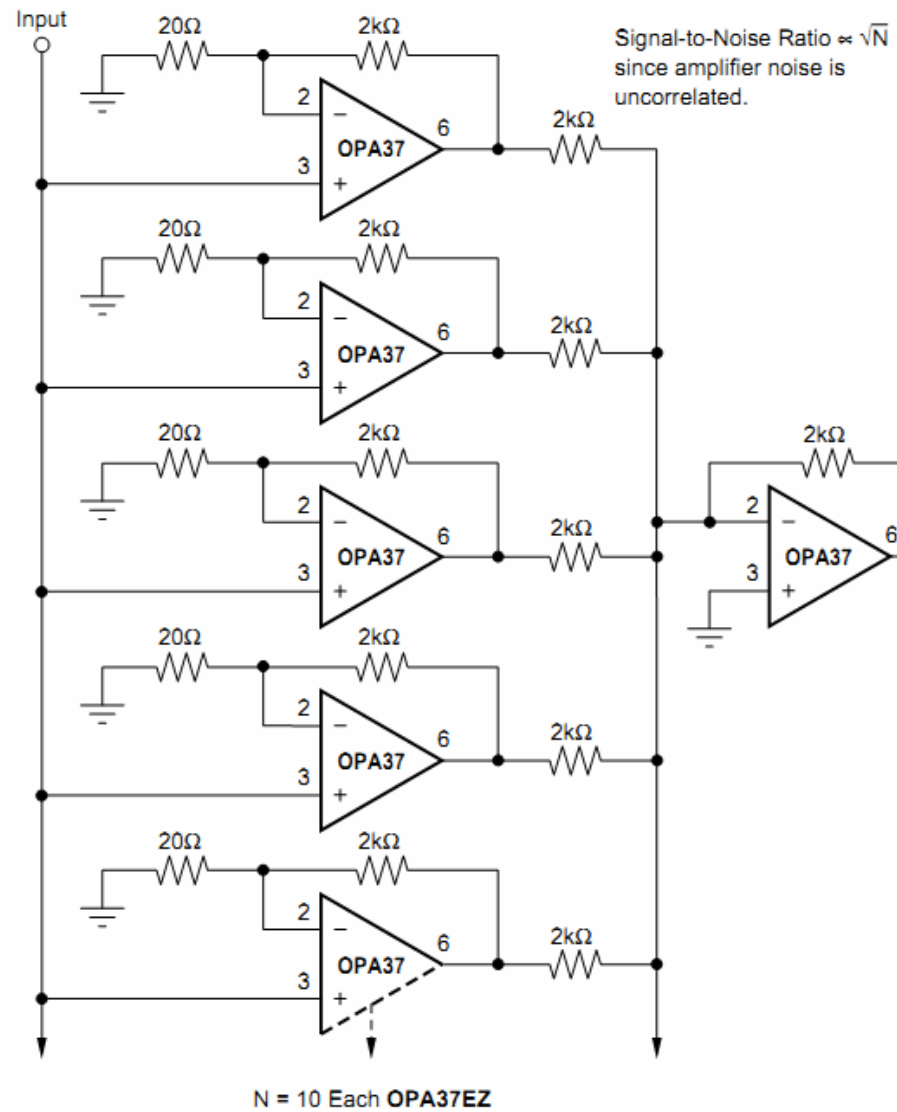 Input
20Ω 2kΩ
Signal-to-Noise Ratio ∝ √N
since amplifier noise is
uncorrelated.
2 − OPA37 6 2kΩ
3 +
20Ω 2kΩ
2 − OPA37 6 2kΩ
3 +
20Ω 2kΩ
2 − OPA37 6 2kΩ
3 +
2kΩ
2 − OPA37 6
3 +
20Ω 2kΩ
2 − OPA37 6 2kΩ
3 +
20Ω 2kΩ
2 − OPA37 6 2kΩ
3 +
N = 10 Each OPA37EZ